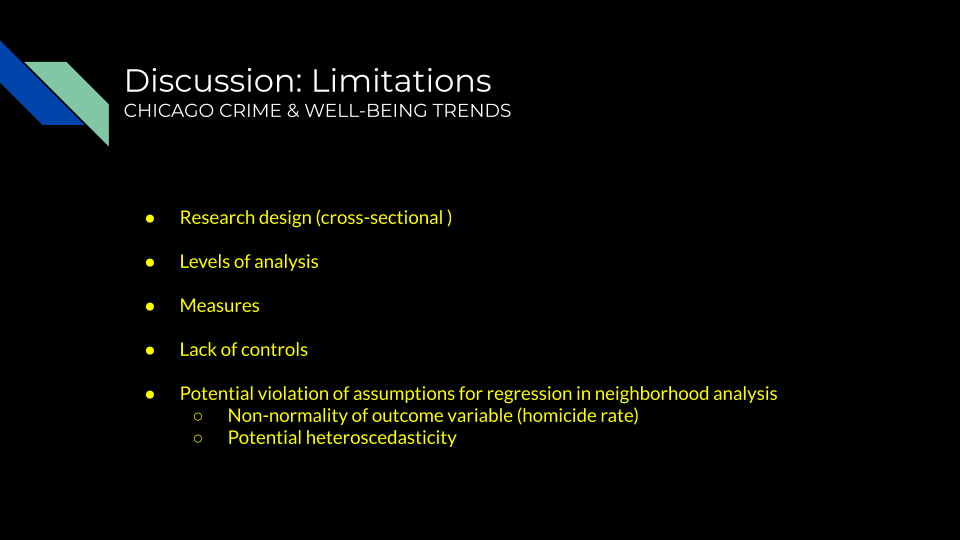 Discussion: Limitations
CHICAGO CRIME & WELL-BEING TRENDS
● Research design (cross-sectional )
● Levels of analysis
● Measures
● Lack of controls
● Potential violation of assumptions for regression in neighborhood analysis
○ Non-normality of outcome variable (homicide rate)
○ Potential heteroscedasticity